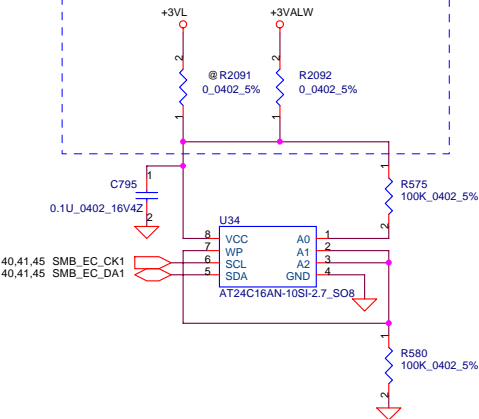 +3VL
+3VALW
2
2
@ R2091
0_0402_5%
R2092
0_0402_5%
1
1
C795
0.1U_0402_16V4Z
1
2
1
R575
100K_0402_5%
2
U34
8 VCC A0 1
7 WP A1 2
40,41,45 SMB_EC_CK1 6 SCL A2 3
40,41,45 SMB_EC_DA1 5 SDA GND 4
AT24C16AN-10SI-2.7_SO8
1
R580
100K_0402_5%
2